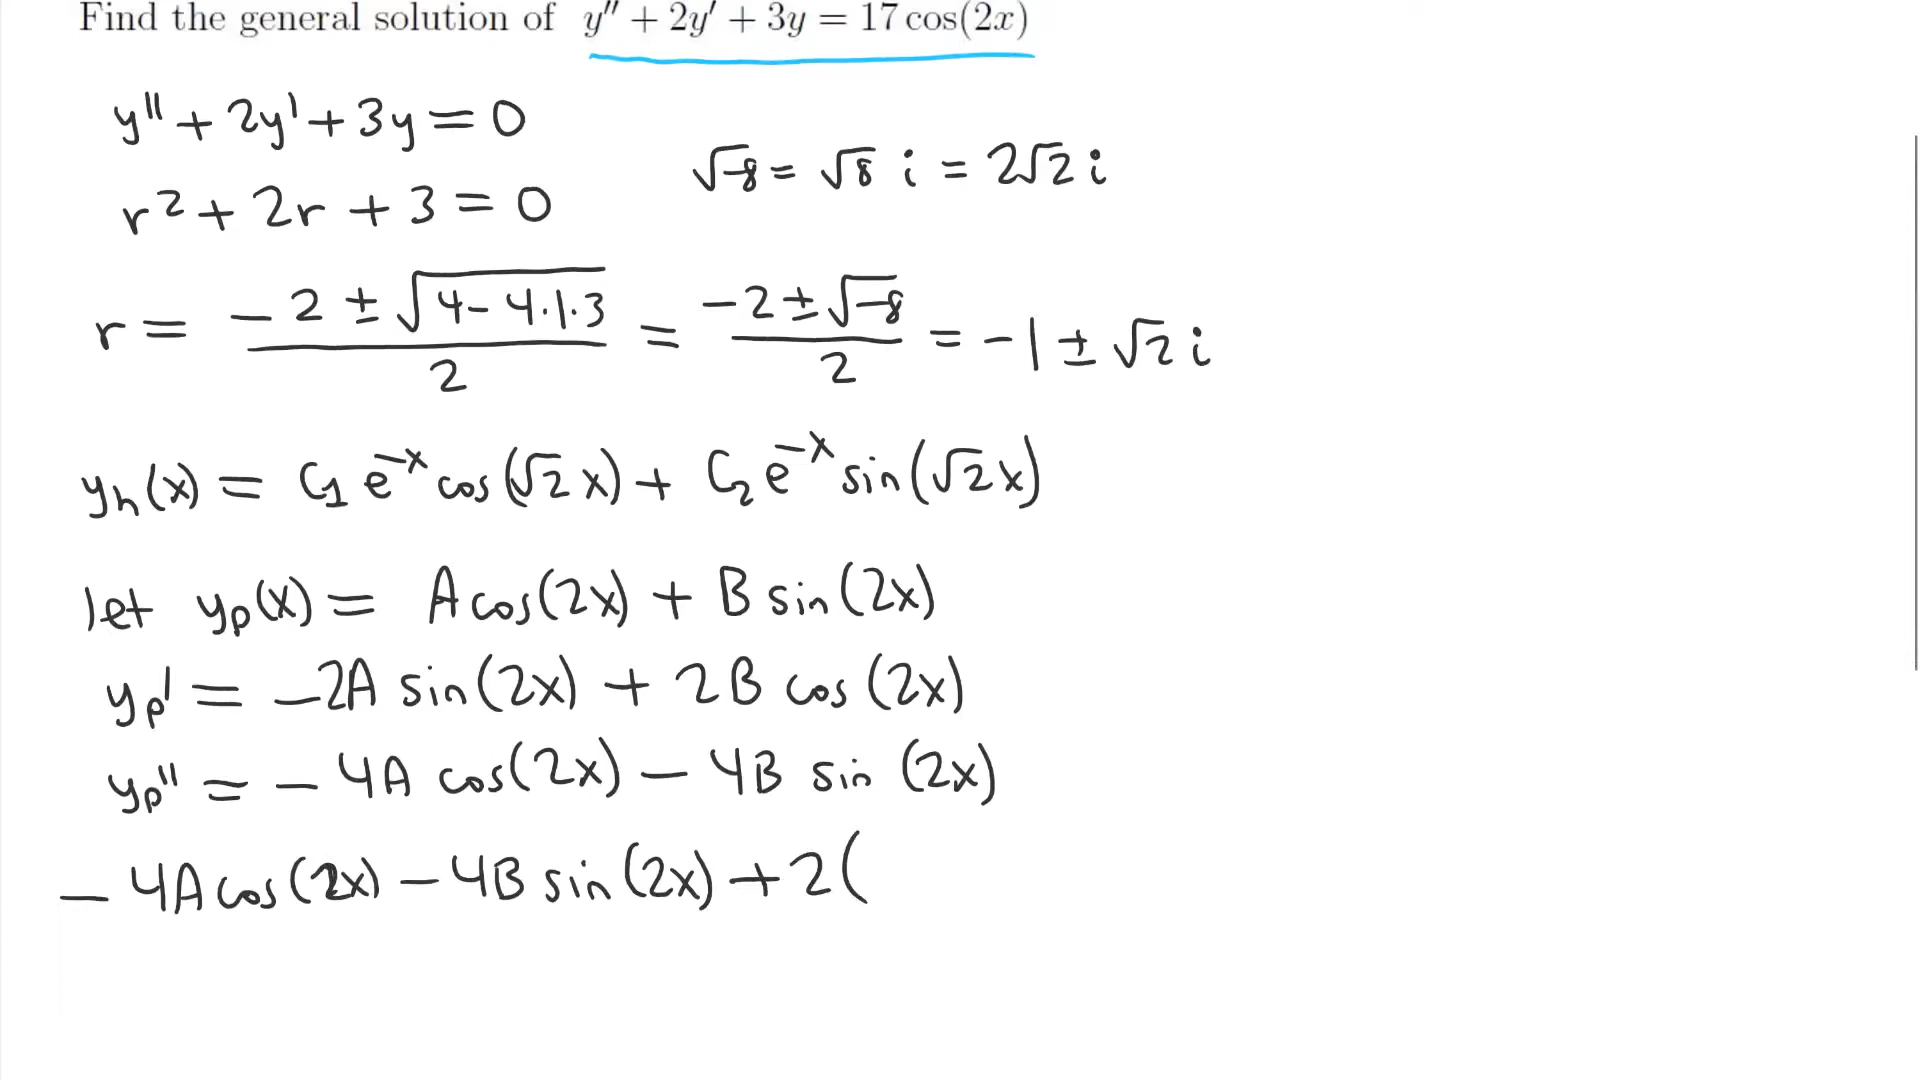 Find the general solution of y'' + 2y' + 3y = 17 cos(2x)
y'' + 2y' + 3y = 0
√-8 = √8 i = 2√2 i
r² + 2r + 3 = 0
r = (-2 ± √(4 - 4·1·3))/2 = (-2 ± √-8)/2 = -1 ± √2 i
yₕ(x) = C₁ e^-x cos(√2 x) + C₂ e^-x sin(√2 x)
let yₚ(x) = A cos(2x) + B sin(2x)
yₚ' = -2A sin(2x) + 2B cos(2x)
yₚ'' = -4A cos(2x) - 4B sin(2x)
-4A cos(2x) - 4B sin(2x) + 2(